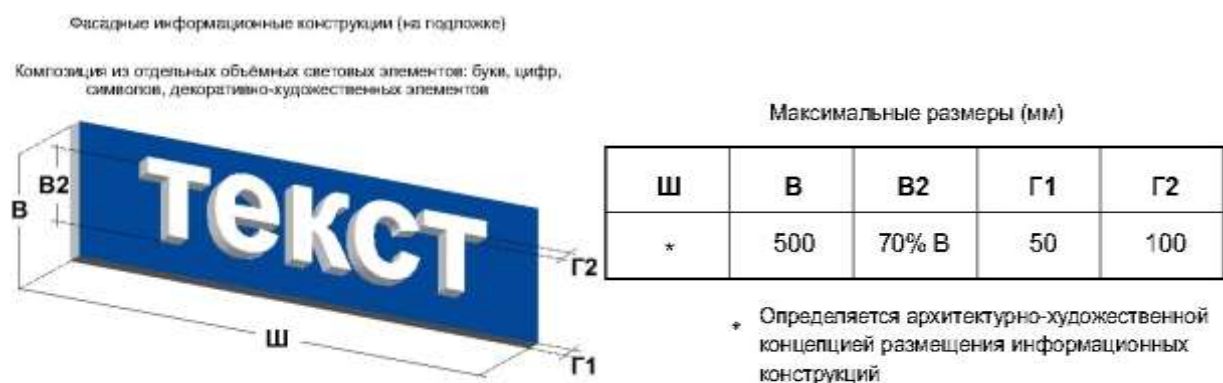 Фасадные информационные конструкции (на подложке)
Композиция из отдельных объёмных световых элементов: букв, цифр,
символов, декоративно-художественных элементов
текст
В2
В
Г2
Ш
Г1
Максимальные размеры (мм)
Ш В В2 Г1 Г2
* 500 70% В 50 100
* Определяется архитектурно-художественной
концепцией размещения информационных
конструкций